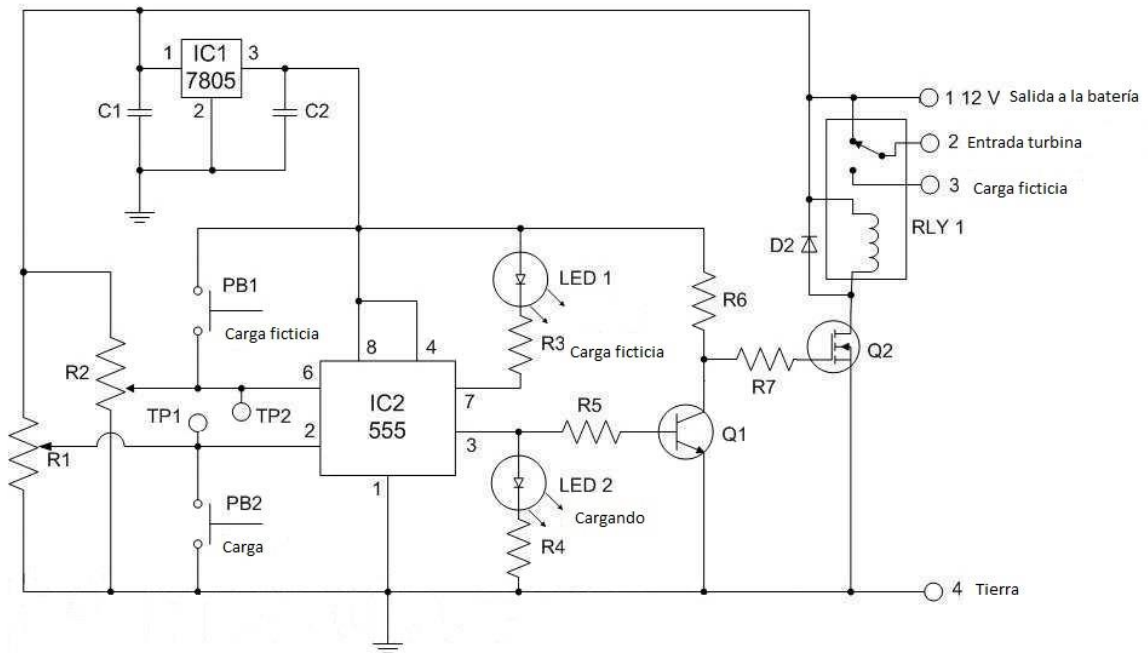 1
IC1
3
7805
C1
2
C2
1 12 V Salida a la batería
2 Entrada turbina
3 Carga ficticia
RLY 1
D2
PB1
LED 1
R6
Carga ficticia
R3
Carga ficticia
8
4
Q2
R2
6
7
R7
TP1
TP2
IC2
R5
555
2
3
Q1
R1
1
LED 2
PB2
Cargando
Carga
R4
4 Tierra